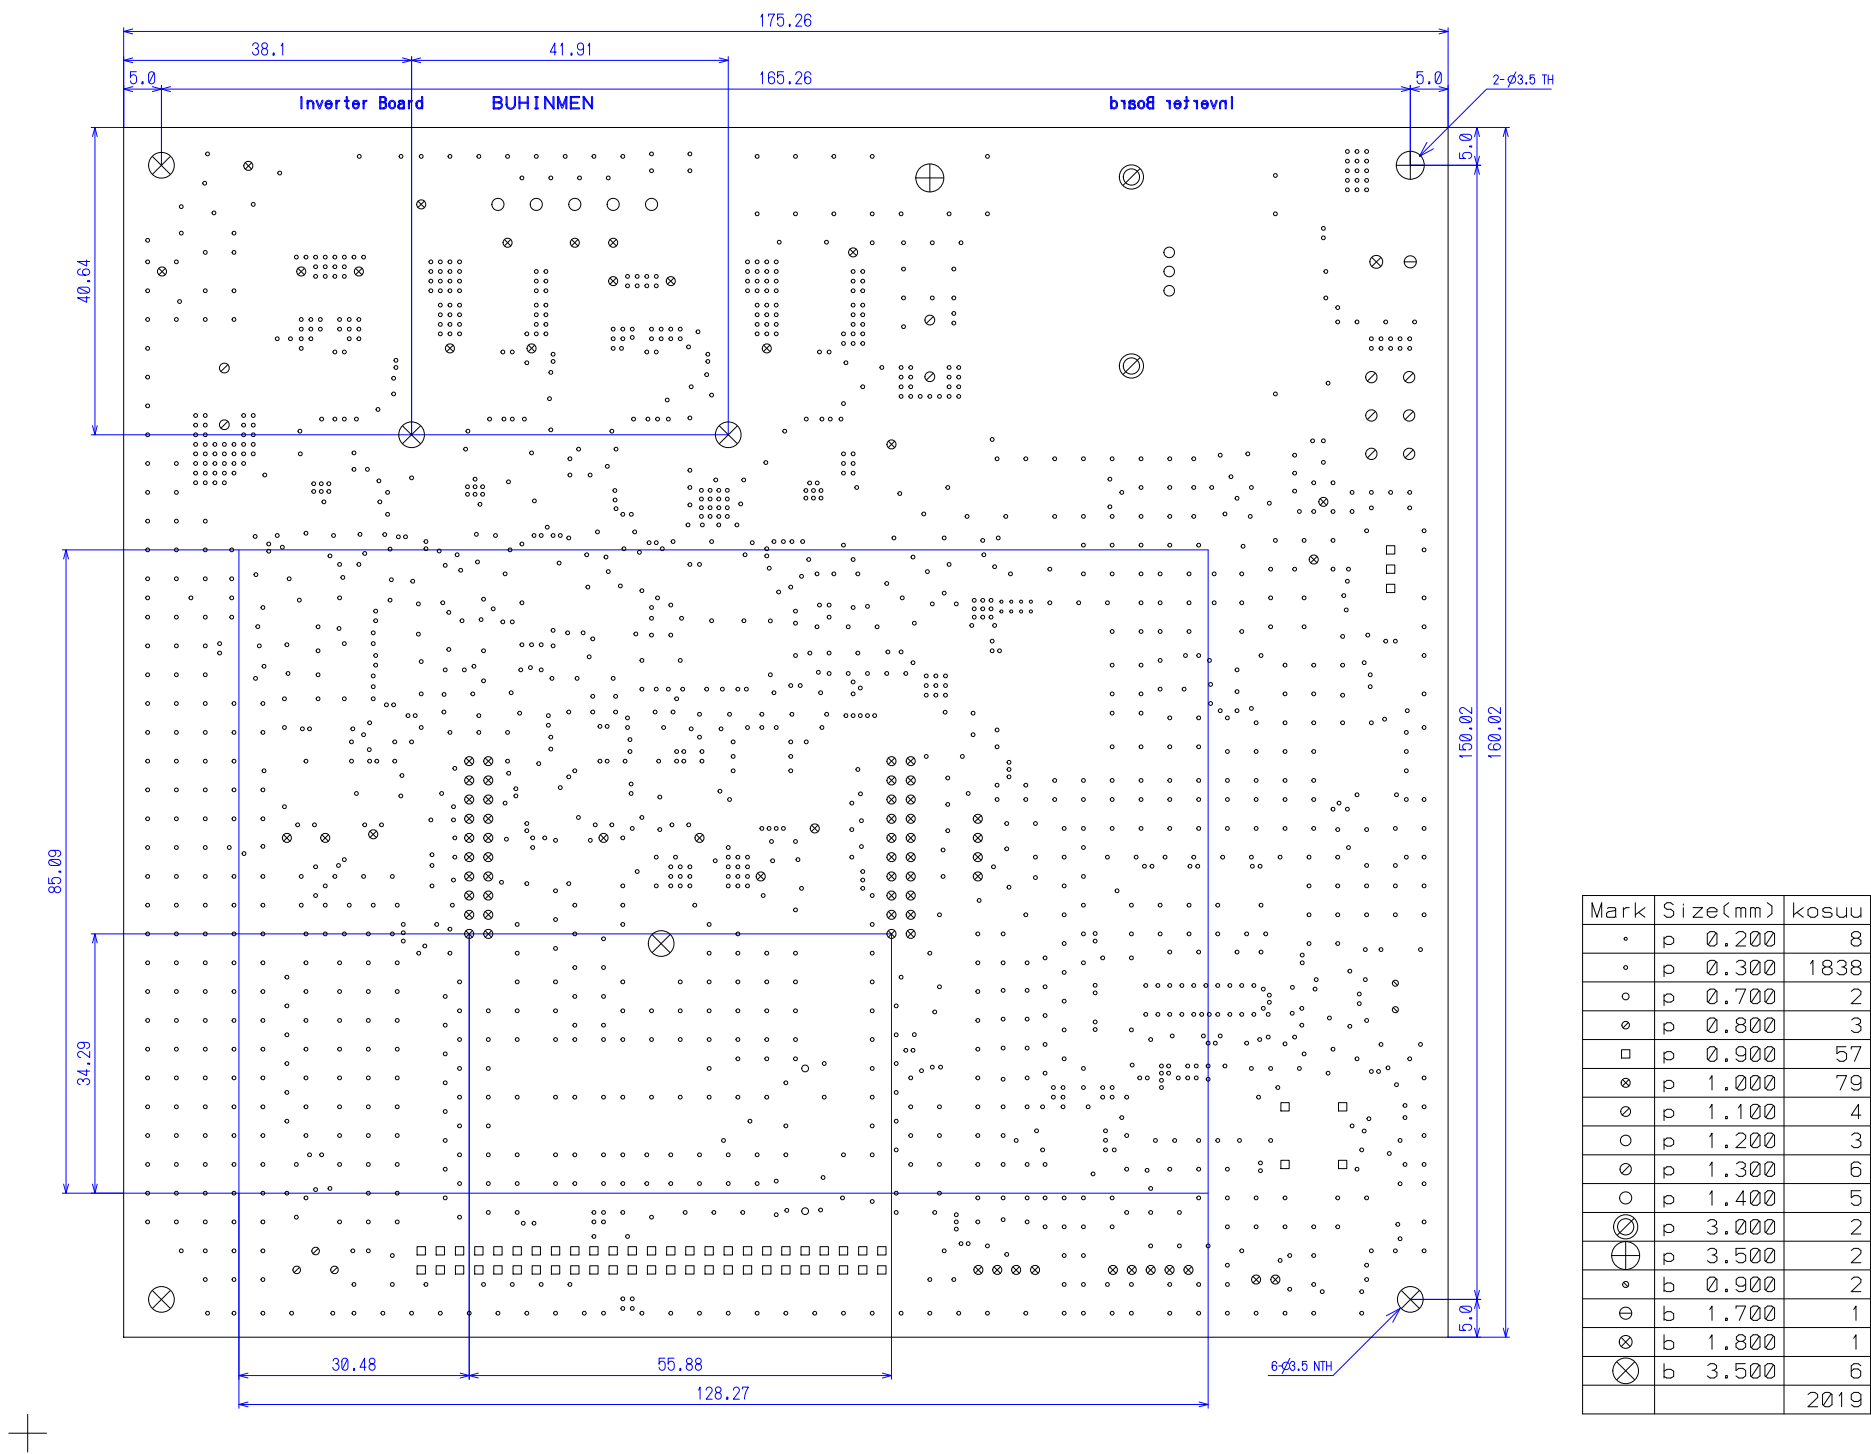 175.26
38.1 41.91
5.0 165.26 5.0
2-Ø3.5 TH
Inverter Board BUHINMEN Inverter Board
5.0
40.64
150.02
160.02
85.09
34.29
5.0
30.48 55.88
6-Ø3.5 NTH
128.27
Mark Size(mm) kosuu
p 0.200 8
p 0.300 1838
p 0.700 2
p 0.800 3
p 0.900 57
p 1.000 79
p 1.100 4
p 1.200 3
p 1.300 6
p 1.400 5
p 3.000 2
p 3.500 2
b 0.900 2
b 1.700 1
b 1.800 1
b 3.500 6
2019